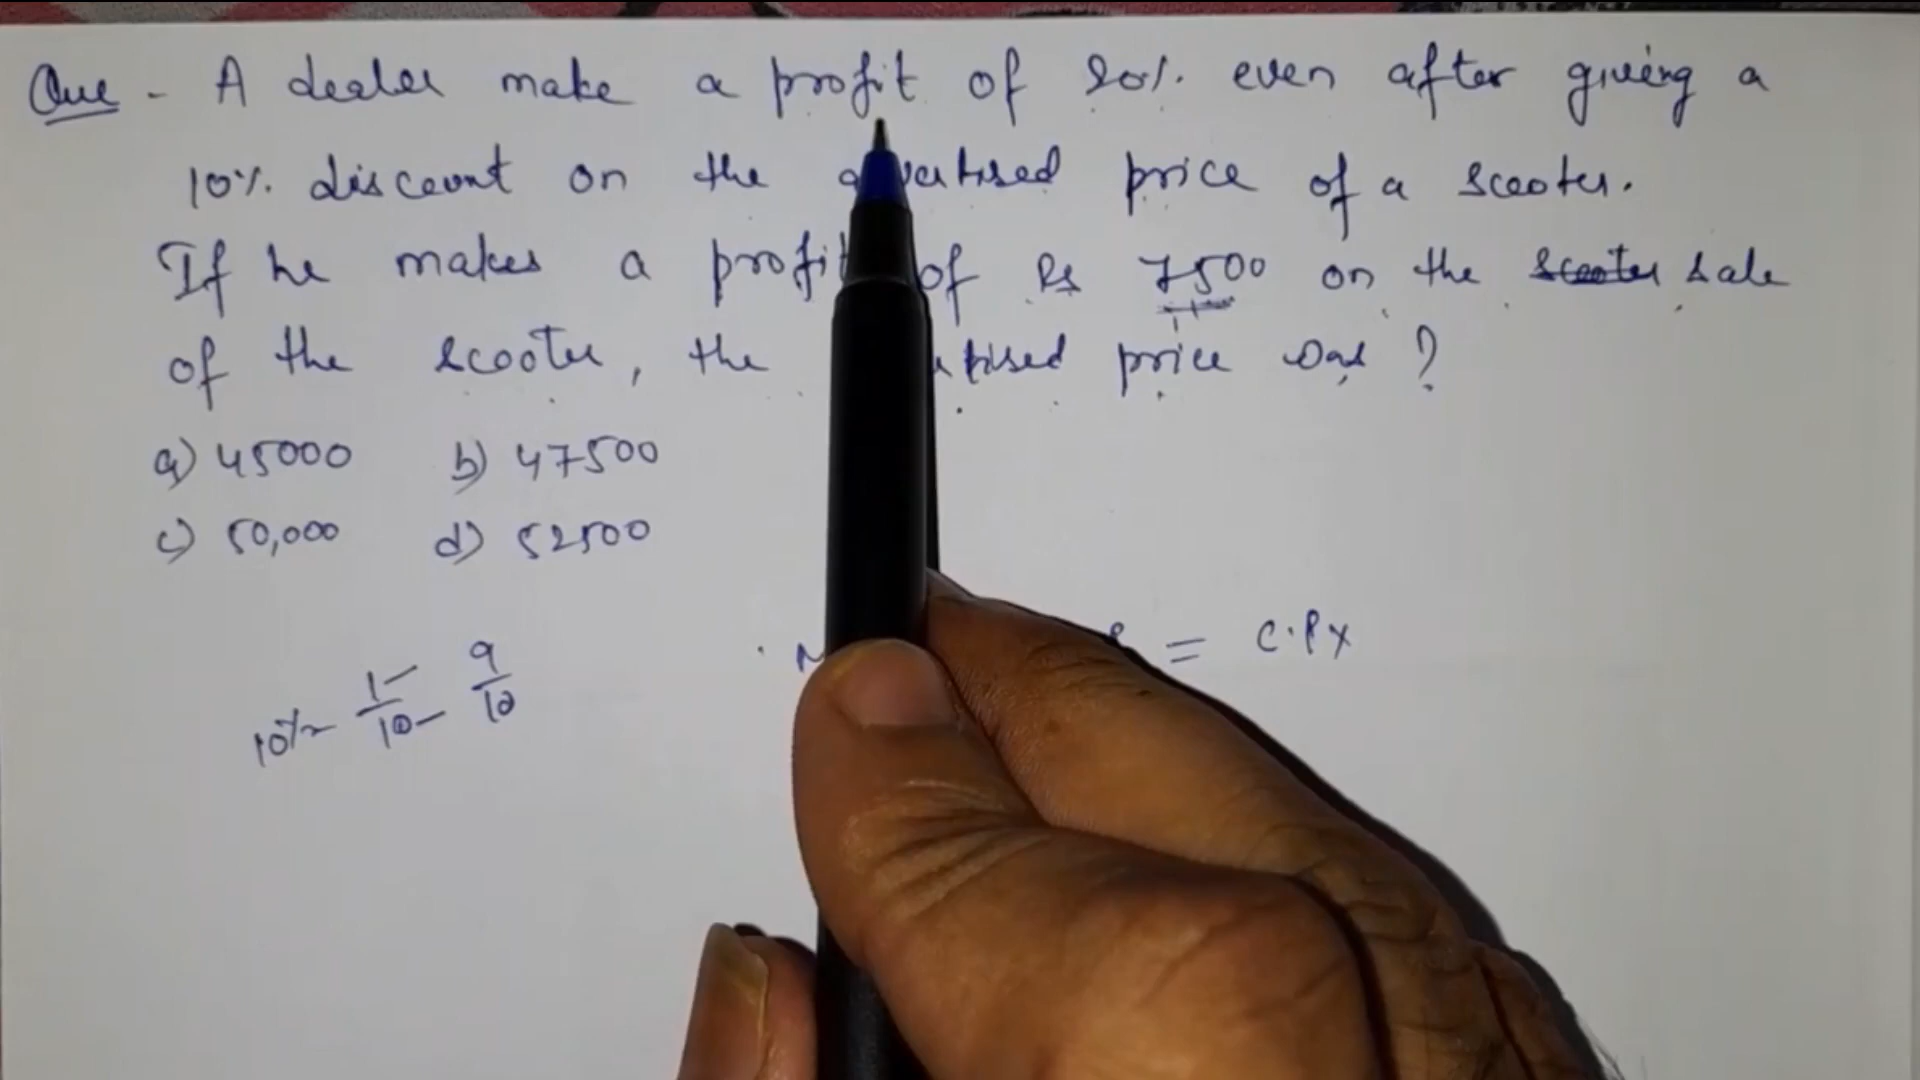 Que - A dealer make a profit of 20%. even after giving a
10%. discount on the price of a scooter.
If he makes a profit of Rs 7500 on the scooter sale
of the scooter, the price was ?
a) 45000 b) 47500
c) 50,000 d) 52500
10% - 1/10 - 9/10 = C.P x